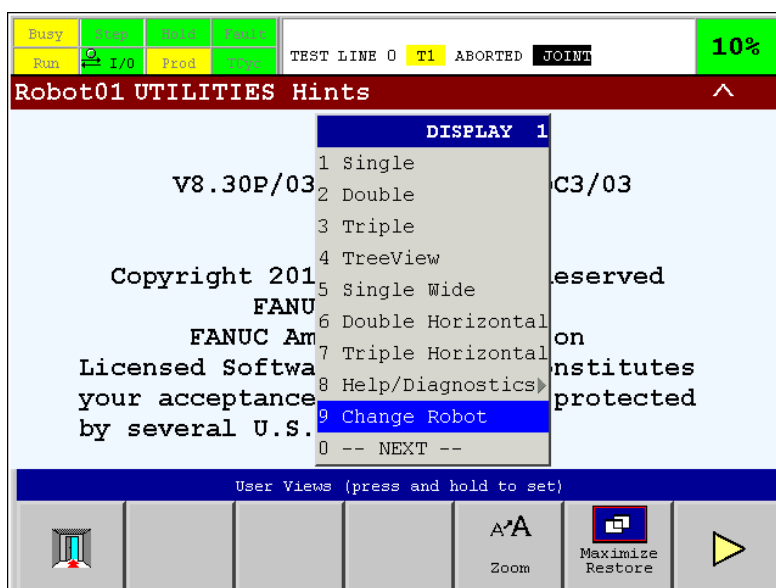 Busy Step Hold Fault
Run I/O Prod TCyc
TEST LINE 0 T1 ABORTED JOINT
10%
Robot01 UTILITIES Hints
DISPLAY 1
1 Single
2 Double
3 Triple
4 TreeView
5 Single Wide
6 Double Horizontal
7 Triple Horizontal
8 Help/Diagnostics
9 Change Robot
0 -- NEXT --
V8.30P/03 C3/03
Copyright 201 eserved
FANU
FANUC Am on
Licensed Softwa nstitutes
your acceptance protected
by several U.S.
User Views (press and hold to set)
A A
Zoom
Maximize
Restore